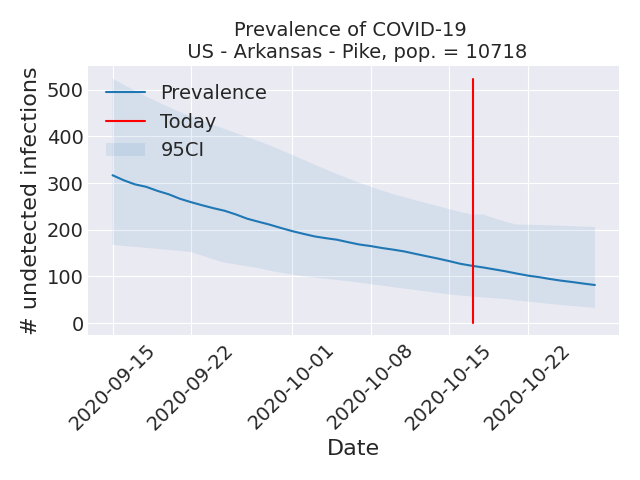 Prevalence of COVID-19
US - Arkansas - Pike, pop. = 10718
# undetected infections
500
400
300
200
100
0
Prevalence
Today
95CI
2020-09-15
2020-09-22
2020-10-01
2020-10-08
2020-10-15
2020-10-22
Date